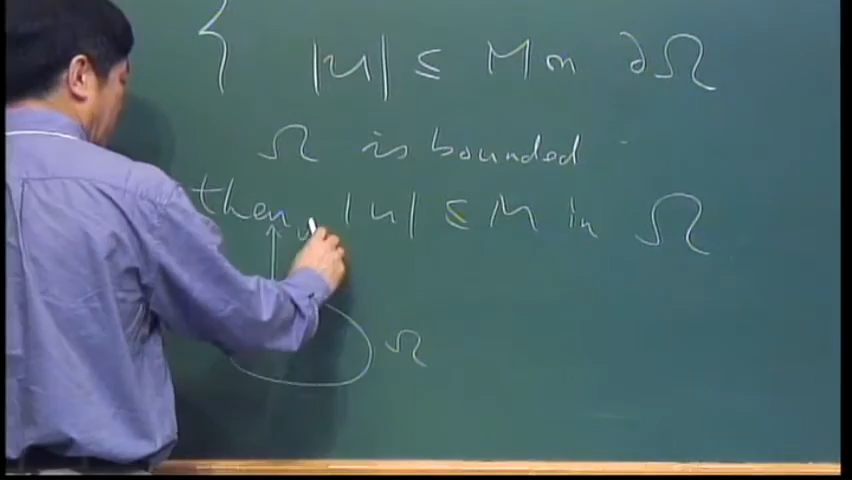 { |u| ≤ M on ∂Ω
Ω is bounded
then |u| ≤ M in Ω
Ω